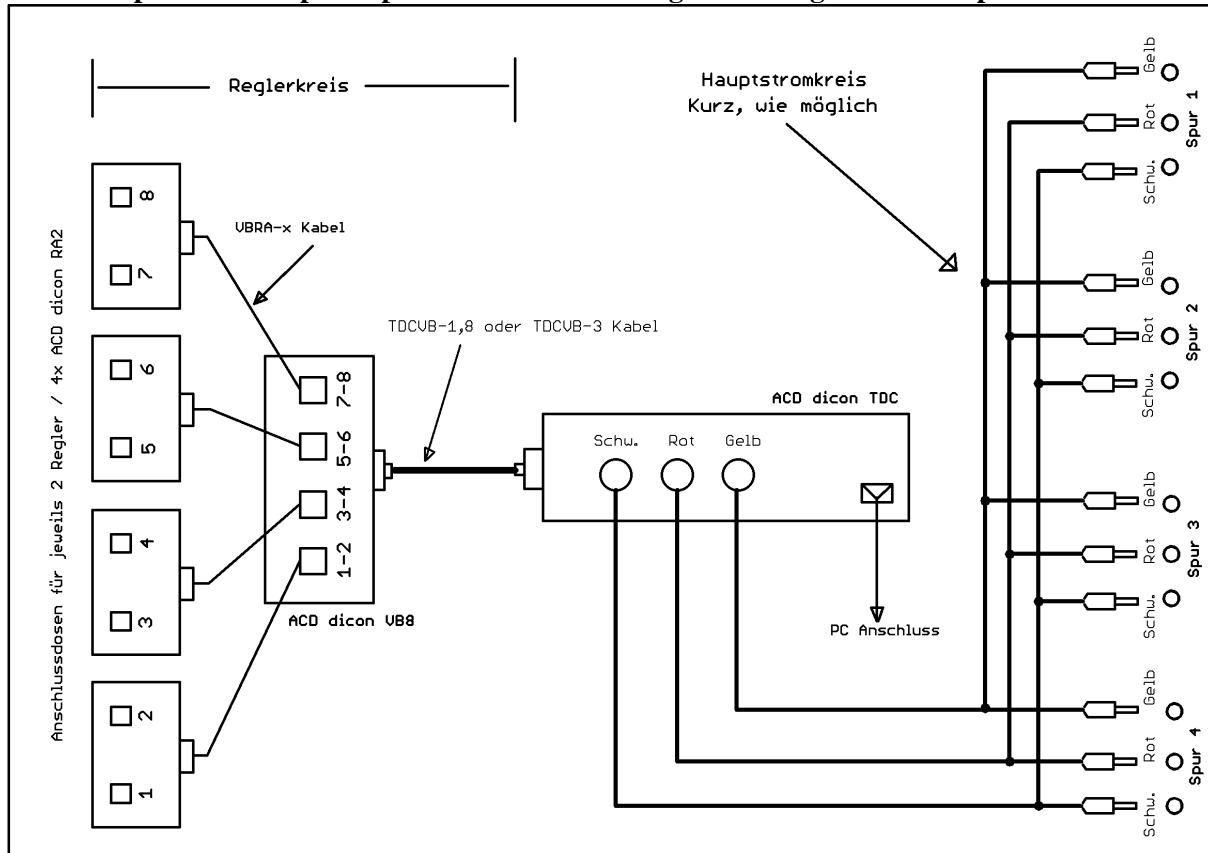 Reglerkreis
Hauptstromkreis
Kurz, wie möglich
Anschlussdosen für jeweils 2 Regler / 4x ACD dicon RA2
8
7
6
5
4
3
2
1
VBRA-x Kabel
TDCVB-1,8 oder TDCVB-3 Kabel
7-8
5-6
3-4
1-2
ACD dicon VB8
ACD dicon TDC
Schw.
Rot
Gelb
PC Anschluss
Gelb
Rot
Schw.
Spur 1
Gelb
Rot
Schw.
Spur 2
Gelb
Rot
Schw.
Spur 3
Gelb
Rot
Schw.
Spur 4